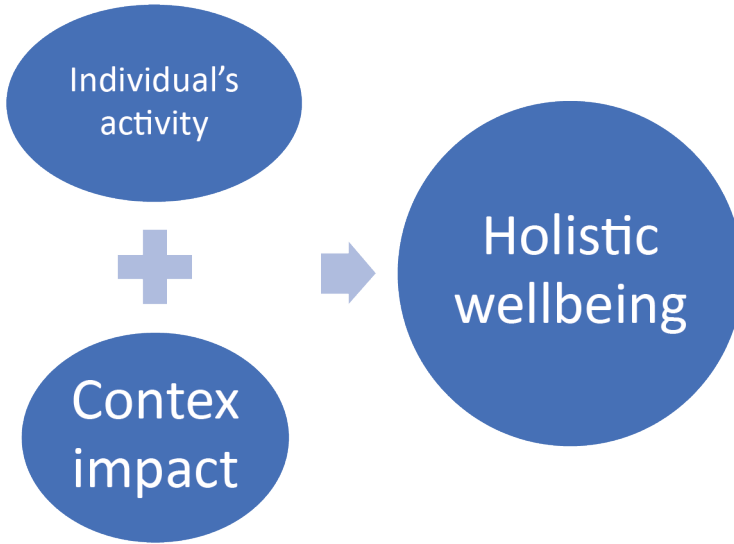 Individual’s
activity
Contex
impact
Holistic
wellbeing